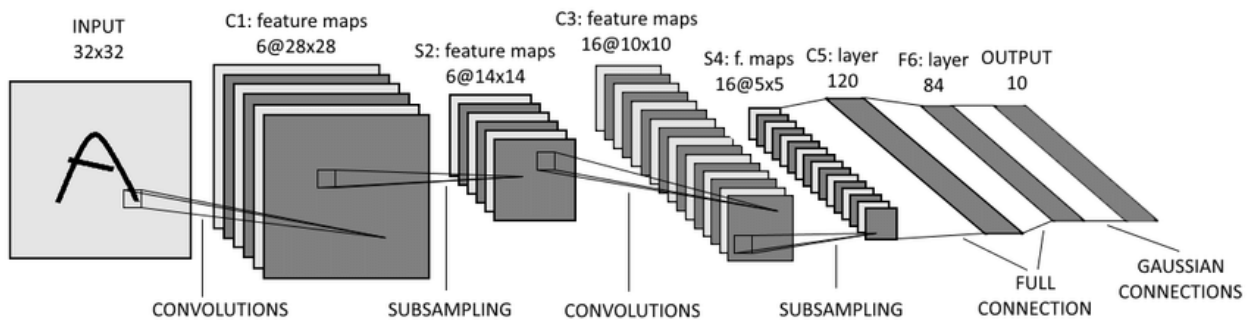 INPUT
32x32
C1: feature maps
6@28x28
S2: feature maps
6@14x14
C3: feature maps
16@10x10
S4: f. maps
16@5x5
C5: layer
120
F6: layer
84
OUTPUT
10
CONVOLUTIONS
SUBSAMPLING
CONVOLUTIONS
SUBSAMPLING
FULL
CONNECTION
GAUSSIAN
CONNECTIONS